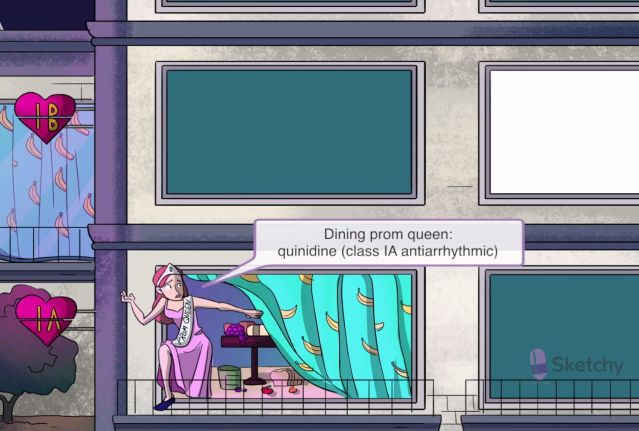 IB
Dining prom queen:
quinidine (class IA antiarrhythmic)
PROM QUEEN
IA
Sketchy